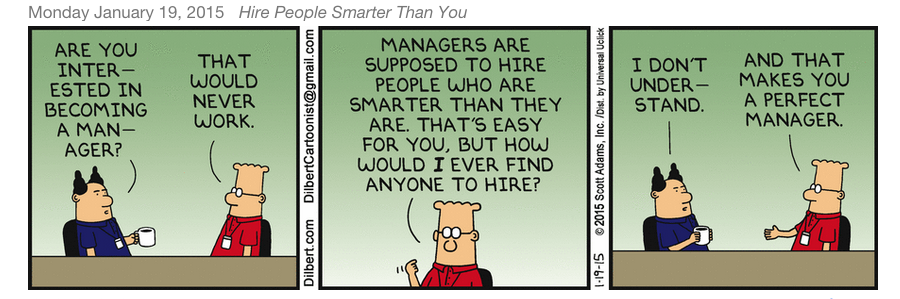 Monday January 19, 2015 Hire People Smarter Than You
ARE YOU
INTER-
ESTED IN
BECOMING
A MAN-
AGER?
THAT
WOULD
NEVER
WORK.
Dilbert.com DilbertCartoonist@gmail.com
MANAGERS ARE
SUPPOSED TO HIRE
PEOPLE WHO ARE
SMARTER THAN THEY
ARE. THAT'S EASY
FOR YOU, BUT HOW
WOULD I EVER FIND
ANYONE TO HIRE?
1-19-15 ©2015 Scott Adams, Inc. /Dist. by Universal Uclick
I DON'T
UNDER-
STAND.
AND THAT
MAKES YOU
A PERFECT
MANAGER.